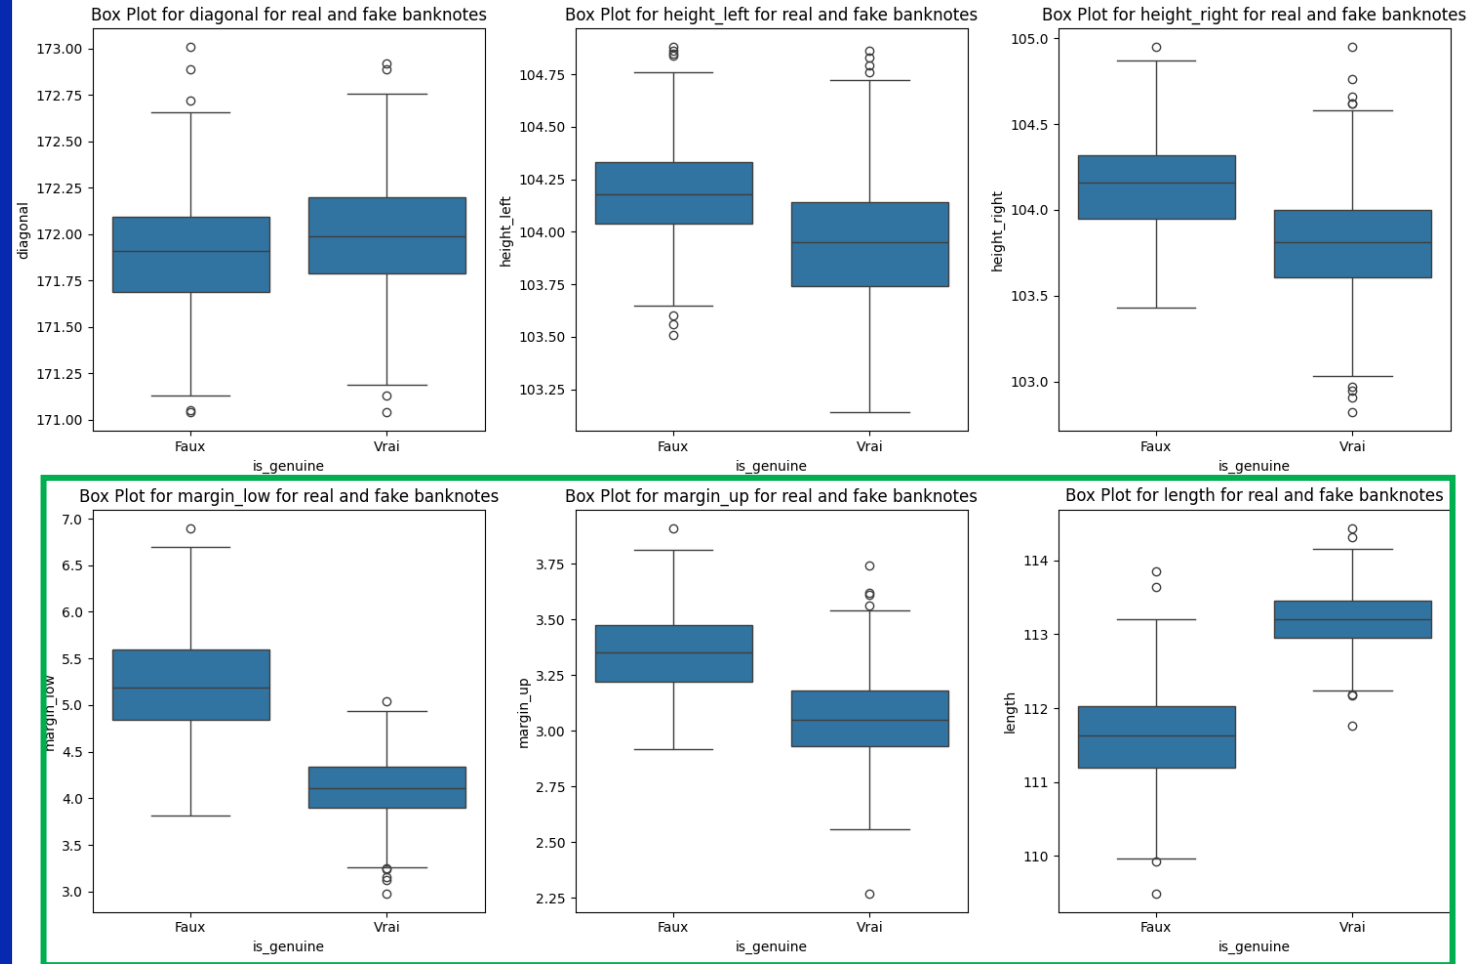 Box Plot for diagonal for real and fake banknotes
173.00
172.75
172.50
172.25
172.00
171.75
171.50
171.25
171.00
diagonal
Faux Vrai
is_genuine
Box Plot for height_left for real and fake banknotes
104.75
104.50
104.25
104.00
103.75
103.50
103.25
height_left
Faux Vrai
is_genuine
Box Plot for height_right for real and fake banknotes
105.0
104.5
104.0
103.5
103.0
height_right
Faux Vrai
is_genuine
Box Plot for margin_low for real and fake banknotes
7.0
6.5
6.0
5.5
5.0
4.5
4.0
3.5
3.0
margin_low
Faux Vrai
is_genuine
Box Plot for margin_up for real and fake banknotes
3.75
3.50
3.25
3.00
2.75
2.50
2.25
margin_up
Faux Vrai
is_genuine
Box Plot for length for real and fake banknotes
114
113
112
111
110
length
Faux Vrai
is_genuine